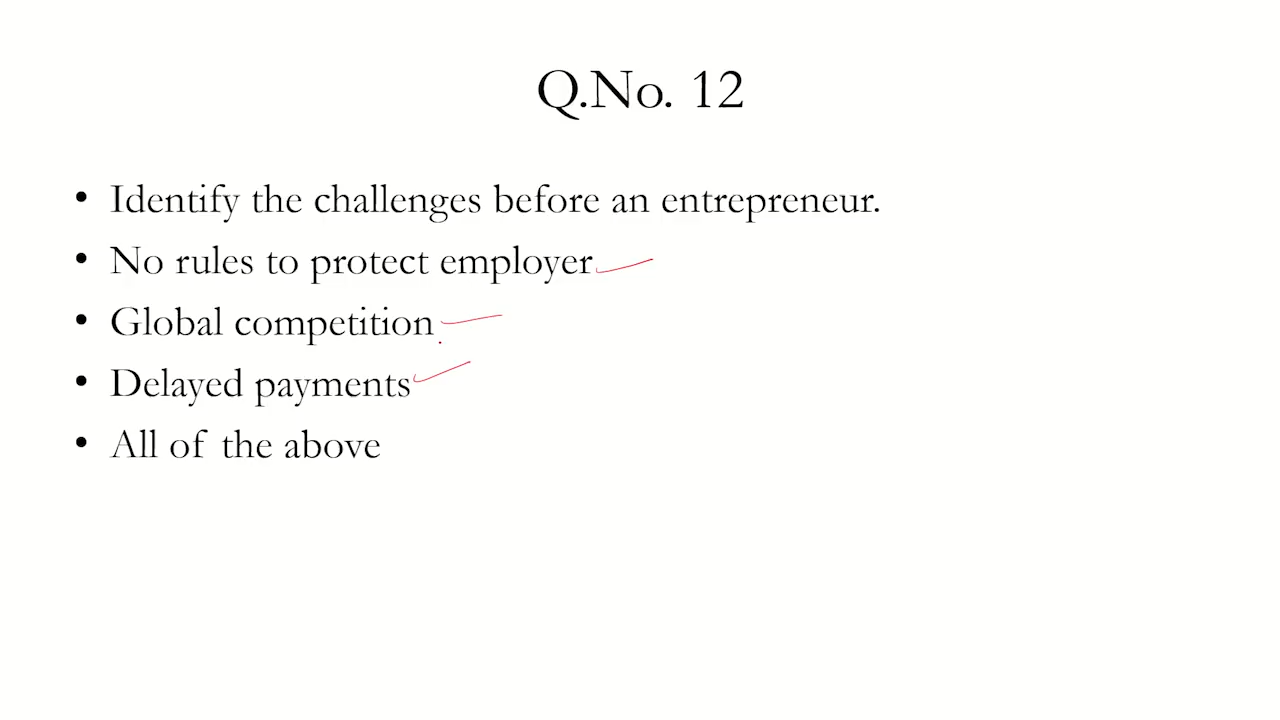 Q.No. 12
• Identify the challenges before an entrepreneur.
• No rules to protect employer
• Global competition
• Delayed payments
• All of the above